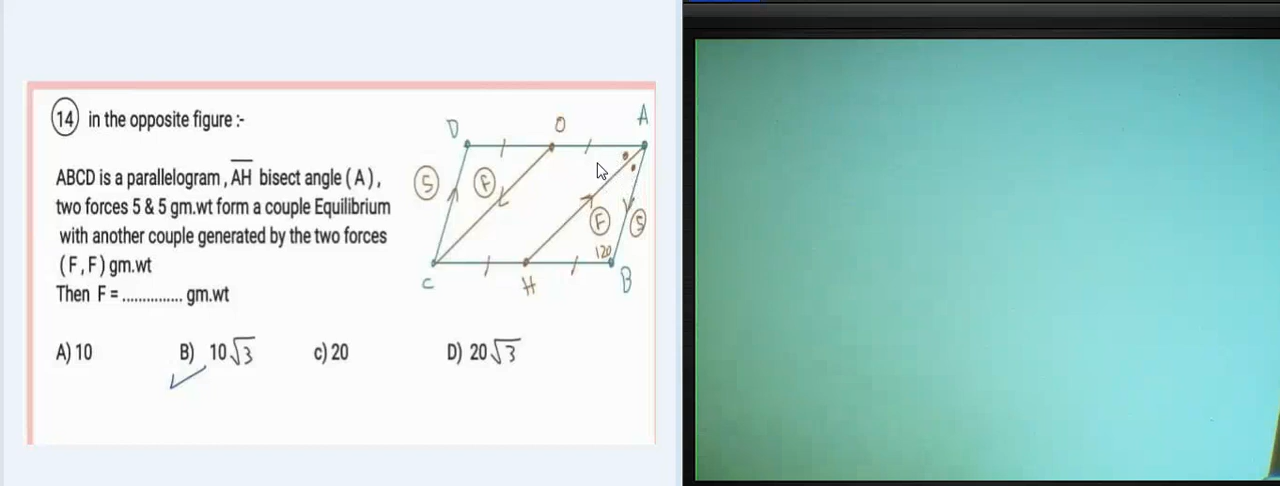 14 in the opposite figure :-
ABCD is a parallelogram , AH bisect angle ( A ) ,
two forces 5 & 5 gm.wt form a couple Equilibrium
with another couple generated by the two forces
( F , F ) gm.wt
Then F = ............... gm.wt
A) 10 B) 10√3 c) 20 D) 20√3
D O A
5 F
F 5
120
C H B